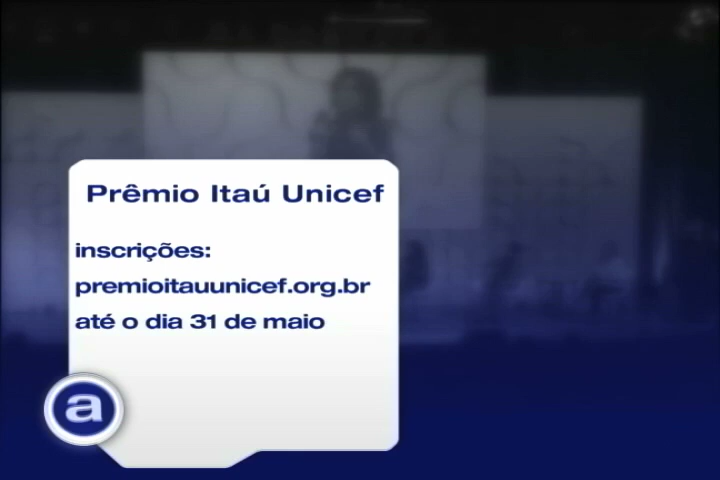 Prêmio Itaú Unicef
inscrições:
premioitauunicef.org.br
até o dia 31 de maio
a